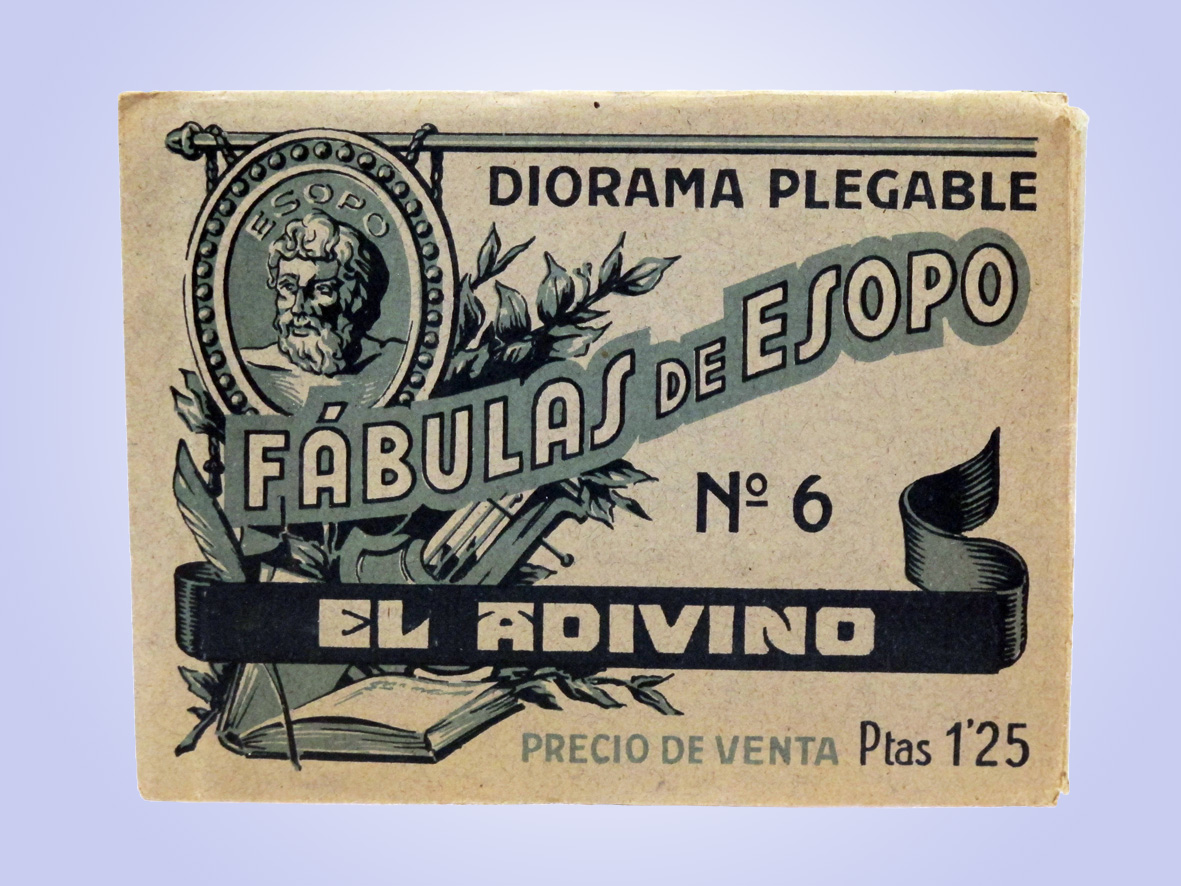 ESOPO
DIORAMA PLEGABLE
FÁBULAS DE ESOPO
Nº 6
EL ADIVINO
PRECIO DE VENTA Ptas 1'25